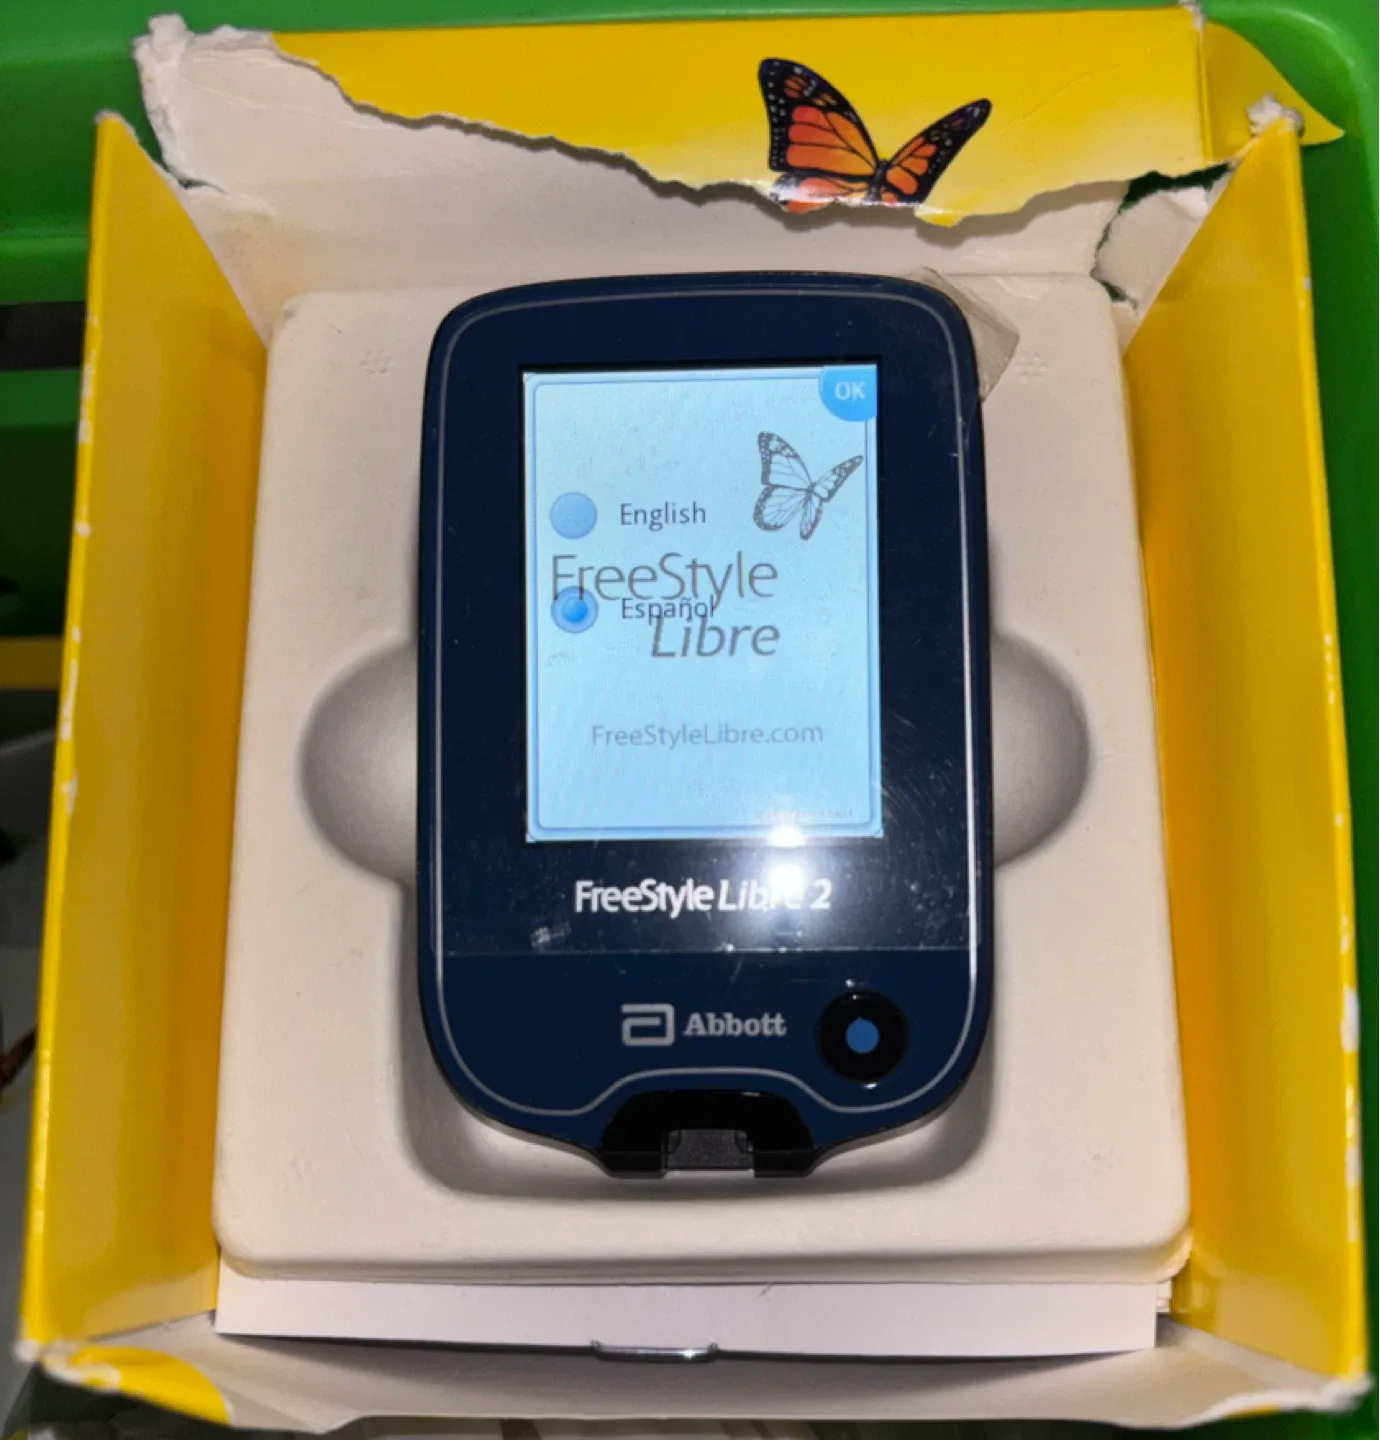 OK
English
FreeStyle
Español
Libre
FreeStyleLibre.com
FreeStyle Libre 2
Abbott